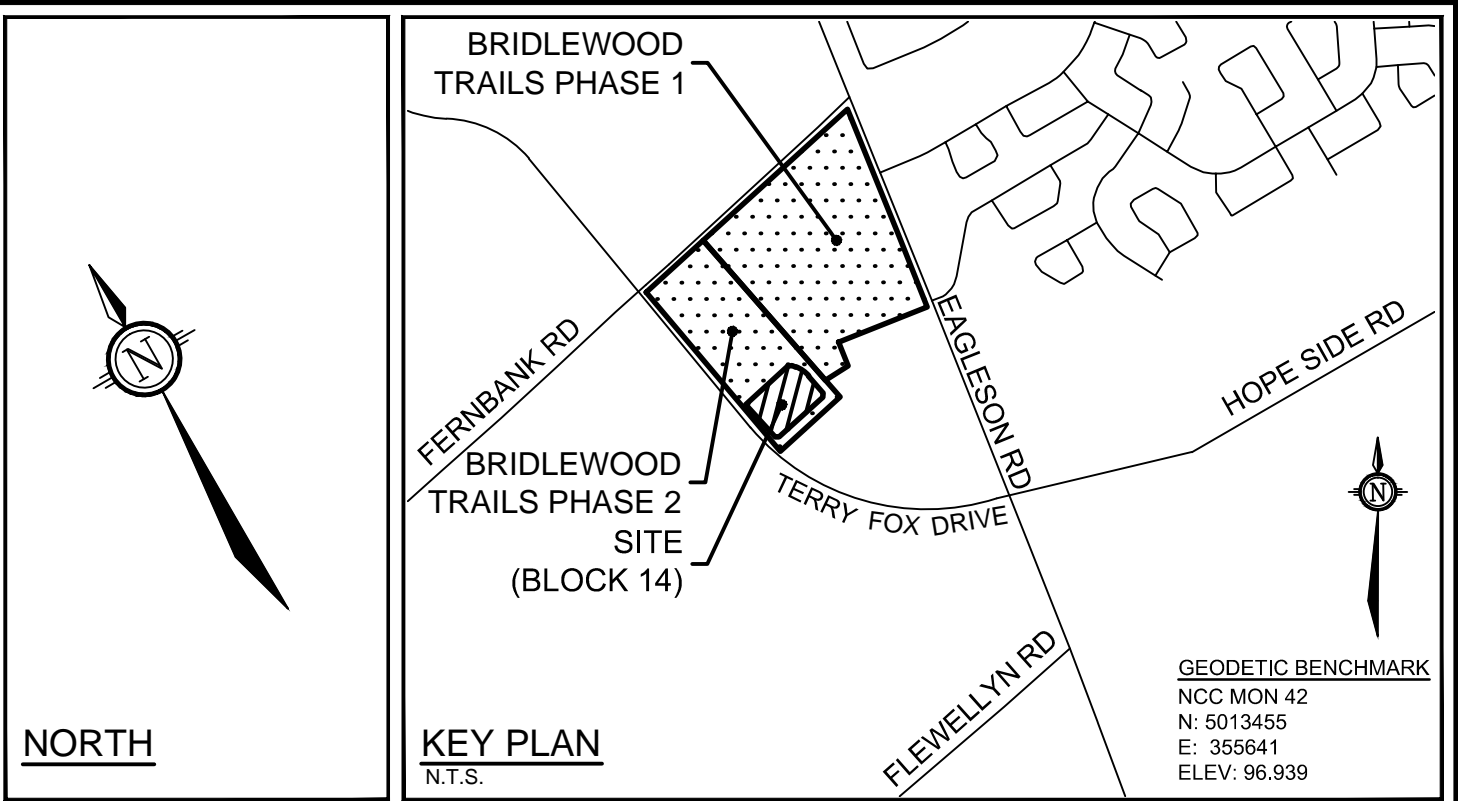 N
NORTH
BRIDLEWOOD
TRAILS PHASE 1
FERNBANK RD
EAGLESON RD
HOPE SIDE RD
BRIDLEWOOD
TRAILS PHASE 2
SITE
(BLOCK 14)
TERRY FOX DRIVE
N
FLEWELLYN RD
GEODETIC BENCHMARK
NCC MON 42
N: 5013455
E: 355641
ELEV: 96.939
KEY PLAN
N.T.S.